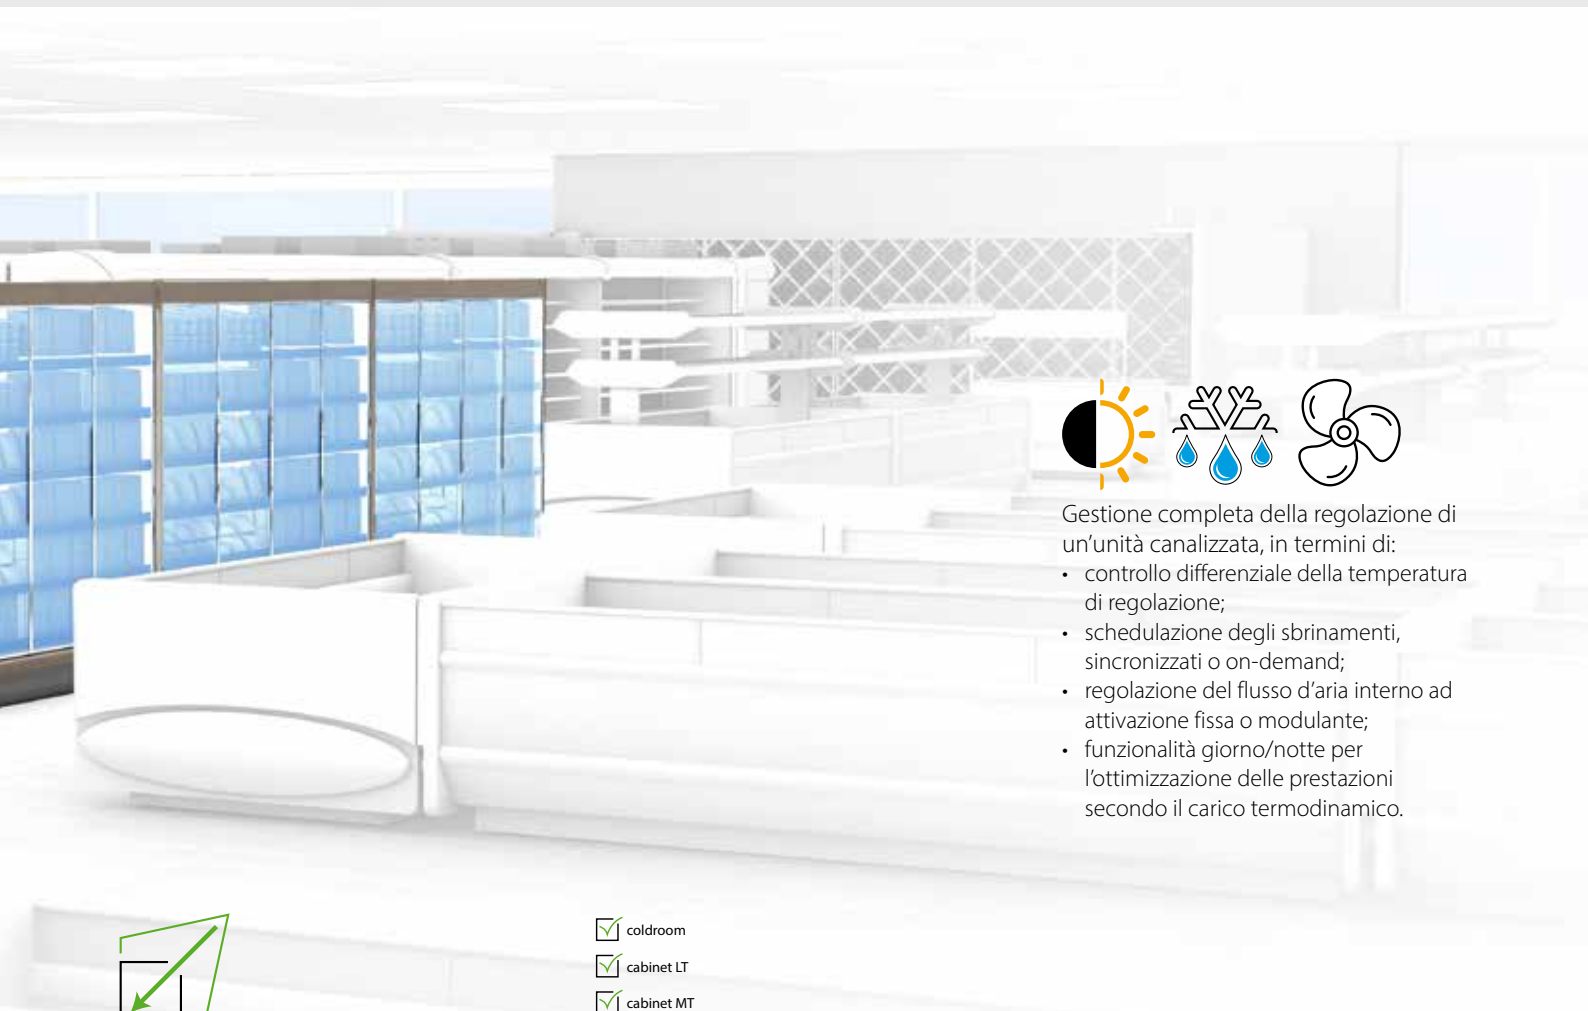 Gestione completa della regolazione di
un’unità canalizzata, in termini di:
• controllo differenziale della temperatura
di regolazione;
• schedulazione degli sbrinamenti,
sincronizzati o on-demand;
• regolazione del flusso d’aria interno ad
attivazione fissa o modulante;
• funzionalità giorno/notte per
l’ottimizzazione delle prestazioni
secondo il carico termodinamico.
coldroom
cabinet LT
cabinet MT